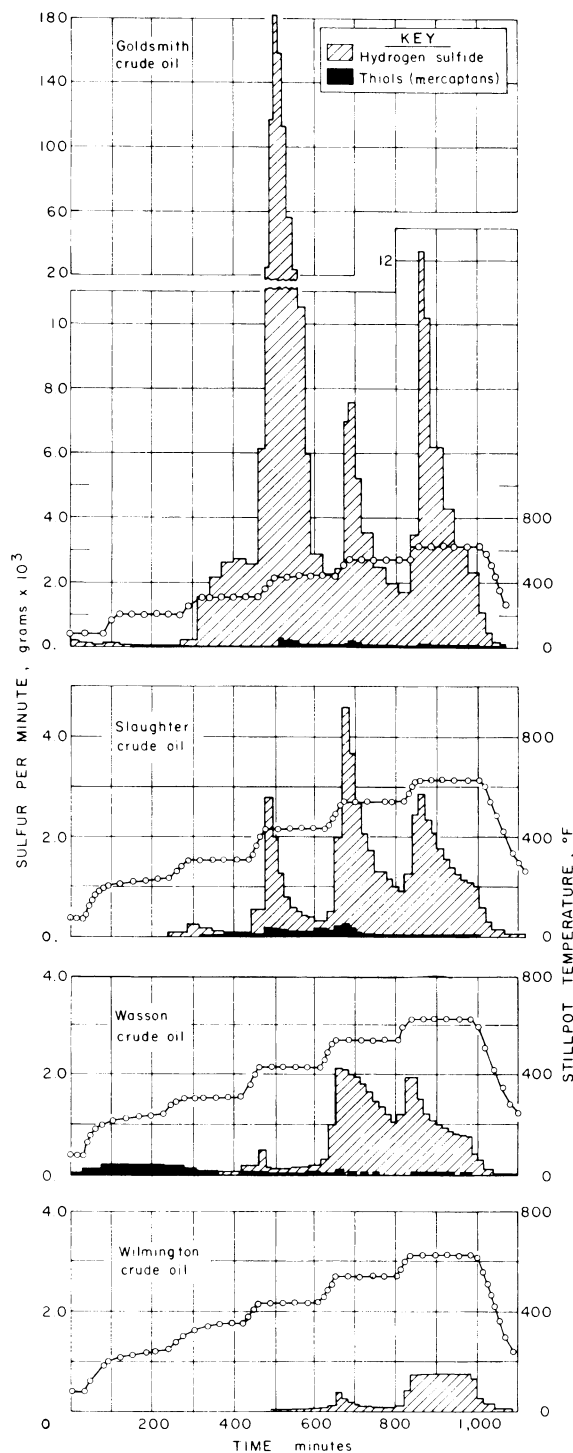 180
140
100
60
20
Goldsmith
crude oil
KEY
Hydrogen sulfide
Thiols (mercaptans)
12
10
8.0
6.0
4.0
2.0
0.
800
400
0
SULFUR PER MINUTE, grams x 10³
STILLPOT TEMPERATURE, °F
Slaughter
crude oil
4.0
2.0
0.
800
400
0
Wasson
crude oil
4.0
2.0
0.
800
400
0
Wilmington
crude oil
4.0
2.0
0
800
400
0
200
400
600
800
1,000
TIME minutes